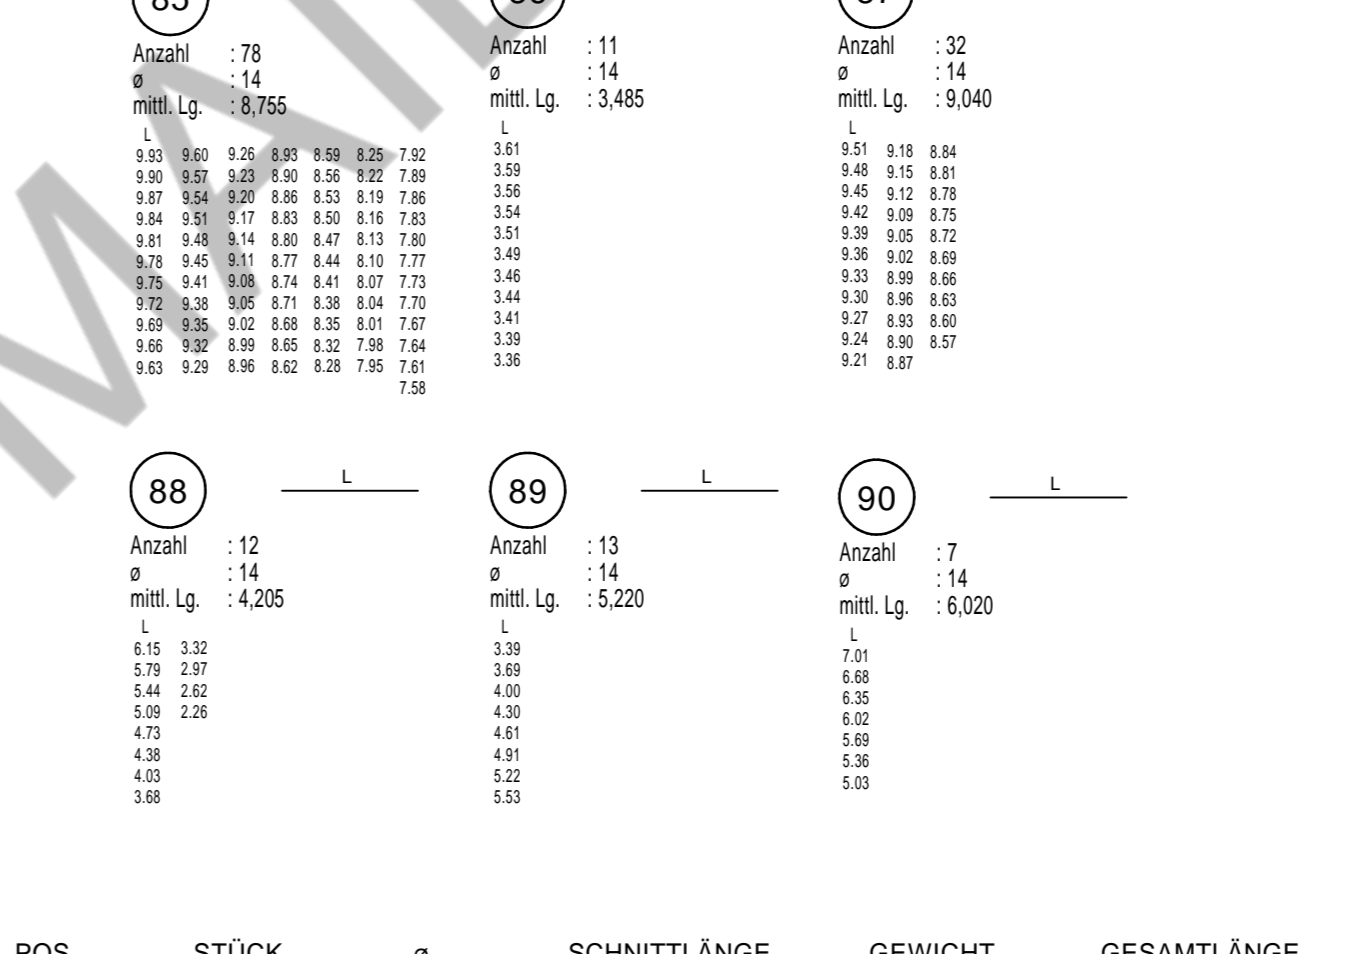 85
Anzahl : 78
ø : 14
mittl. Lg. : 8,755
L
9.93 9.60 9.26 8.93 8.59 8.25 7.92
9.90 9.57 9.23 8.90 8.56 8.22 7.89
9.87 9.54 9.20 8.86 8.53 8.19 7.86
9.84 9.51 9.17 8.83 8.50 8.16 7.83
9.81 9.48 9.14 8.80 8.47 8.13 7.80
9.78 9.45 9.11 8.77 8.44 8.10 7.77
9.75 9.41 9.08 8.74 8.41 8.07 7.73
9.72 9.38 9.05 8.71 8.38 8.04 7.70
9.69 9.35 9.02 8.68 8.35 8.01 7.67
9.66 9.32 8.99 8.65 8.32 7.98 7.64
9.63 9.29 8.96 8.62 8.28 7.95 7.61
7.58
Anzahl : 11
ø : 14
mittl. Lg. : 3,485
L
3.61
3.59
3.56
3.54
3.51
3.49
3.46
3.44
3.41
3.39
3.36
87
Anzahl : 32
ø : 14
mittl. Lg. : 9,040
L
9.51 9.18 8.84
9.48 9.15 8.81
9.45 9.12 8.78
9.42 9.09 8.75
9.39 9.05 8.72
9.36 9.02 8.69
9.33 8.99 8.66
9.30 8.96 8.63
9.27 8.93 8.60
9.24 8.90 8.57
9.21 8.87
88 L
Anzahl : 12
ø : 14
mittl. Lg. : 4,205
L
6.15 3.32
5.79 2.97
5.44 2.62
5.09 2.26
4.73
4.38
4.03
3.68
89 L
Anzahl : 13
ø : 14
mittl. Lg. : 5,220
L
3.39
3.69
4.00
4.30
4.61
4.91
5.22
5.53
90 L
Anzahl : 7
ø : 14
mittl. Lg. : 6,020
L
7.01
6.68
6.35
6.02
5.69
5.36
5.03
POS STÜCK ø SCHNITTLÄNGE GEWICHT GESAMTLÄNGE